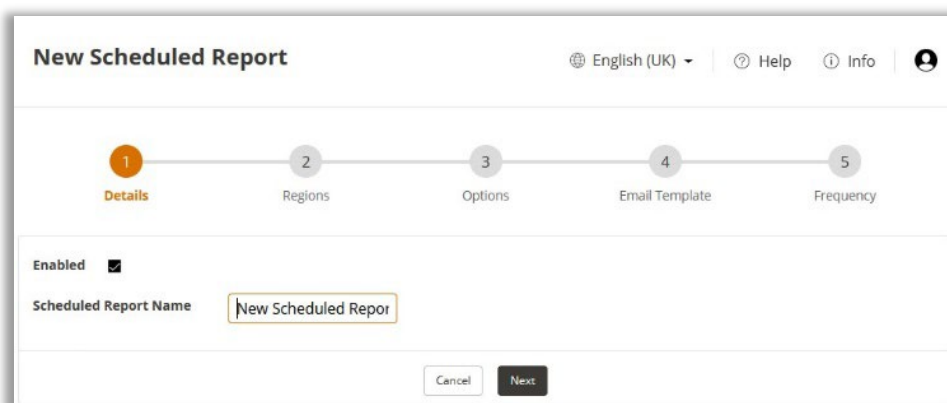 New Scheduled Report
English (UK)
Help
Info
1
2
3
4
5
Details
Regions
Options
Email Template
Frequency
Enabled
Scheduled Report Name
New Scheduled Repor
Cancel
Next